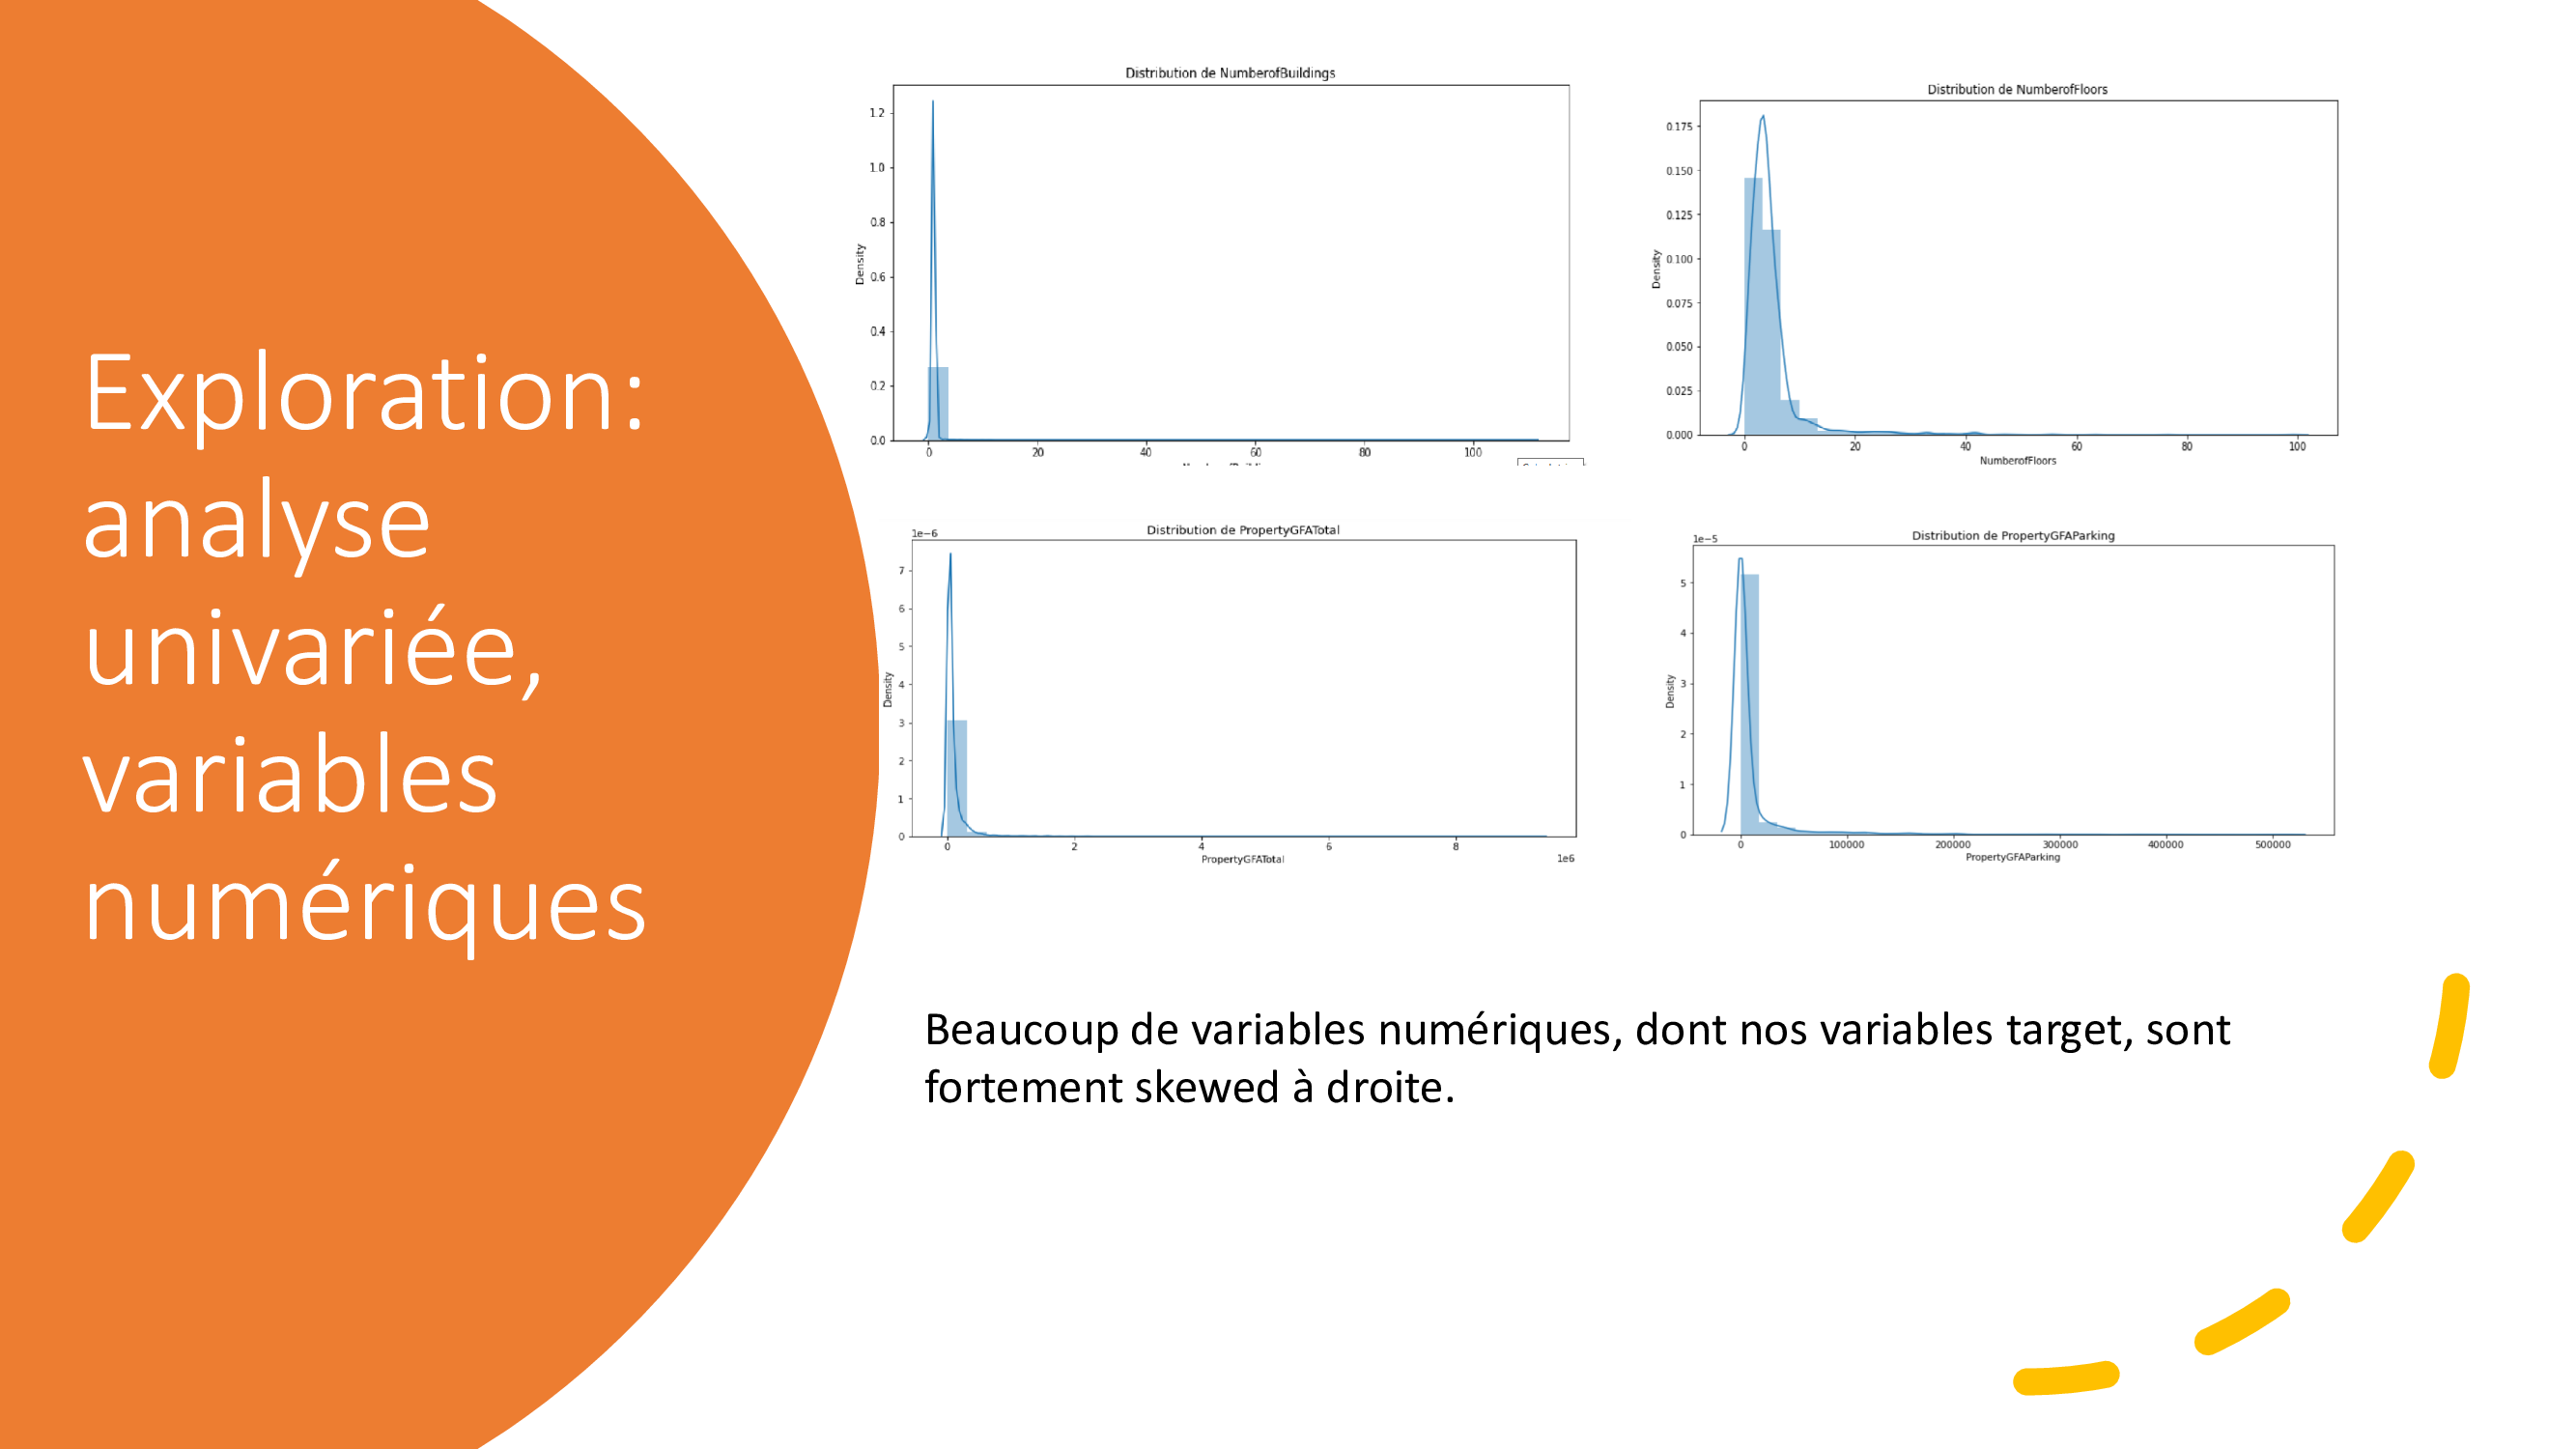 Exploration:
analyse
univariée,
variables
numériques
Distribution de NumberofBuildings
Density
1.2
1.0
0.8
0.6
0.4
0.2
0.0
0 20 40 60 80 100
Distribution de NumberofFloors
Density
0.175
0.150
0.125
0.100
0.075
0.050
0.025
0.000
0 20 40 60 80 100
NumberofFloors
Distribution de PropertyGFATotal
1e−6
Density
7
6
5
4
3
2
1
0
0 2 4 6 8
PropertyGFATotal
1e6
Distribution de PropertyGFAParking
1e−5
Density
5
4
3
2
1
0
0 100000 200000 300000 400000 500000
PropertyGFAParking
Beaucoup de variables numériques, dont nos variables target, sont
fortement skewed à droite.